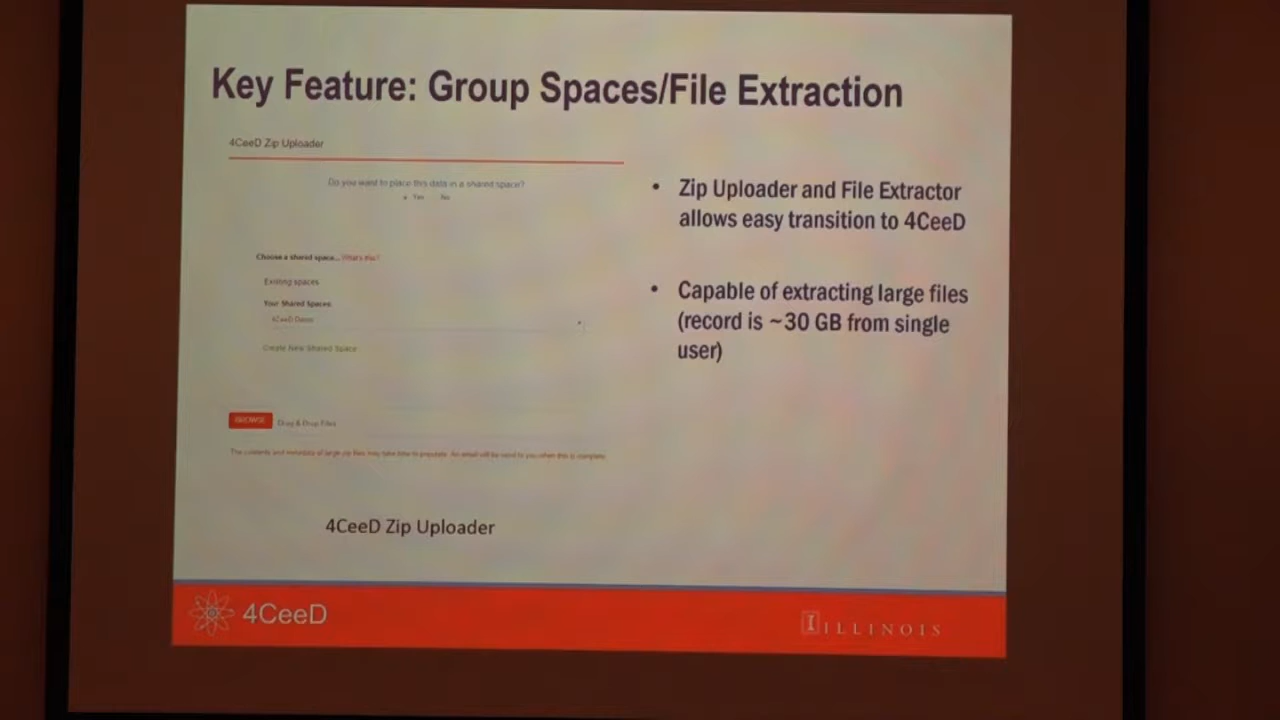 Key Feature: Group Spaces/File Extraction
4CeeD Zip Uploader
Do you want to place this data in a shared space?
Yes No
Choose a shared space... What's this?
Existing spaces
Your Shared Spaces:
4CeeD Demo
Create New Shared Space
BROWSE Drag & Drop Files
The contents and metadata of large zip files may take time to populate. An email will be send to you when this is complete.
4CeeD Zip Uploader
• Zip Uploader and File Extractor
allows easy transition to 4CeeD
• Capable of extracting large files
(record is ~30 GB from single
user)
4CeeD
I ILLINOIS